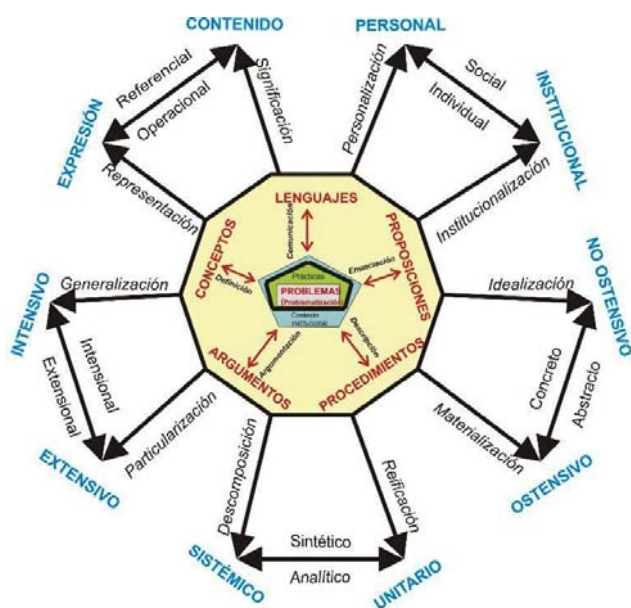 CONTENIDO
PERSONAL
Referencial
Operacional
Significación
Personalización
Social
Individual
EXPRESIÓN
INSTITUCIONAL
Representación
Institucionalización
LENGUAJES
Comunicación
CONCEPTOS
Definición
PROPOSICIONES
Enunciación
Prácticas
PROBLEMAS
(Problematización)
Contexto
institucional
ARGUMENTOS
Argumentación
PROCEDIMIENTOS
Descripción
INTENSIVO
Generalización
Intensional
Extensional
EXTENSIVO
Particularización
NO OSTENSIVO
Idealización
Concreto
Abstracto
OSTENSIVO
Materialización
Descomposición
Reificación
Sintético
Analítico
SISTÉMICO
UNITARIO